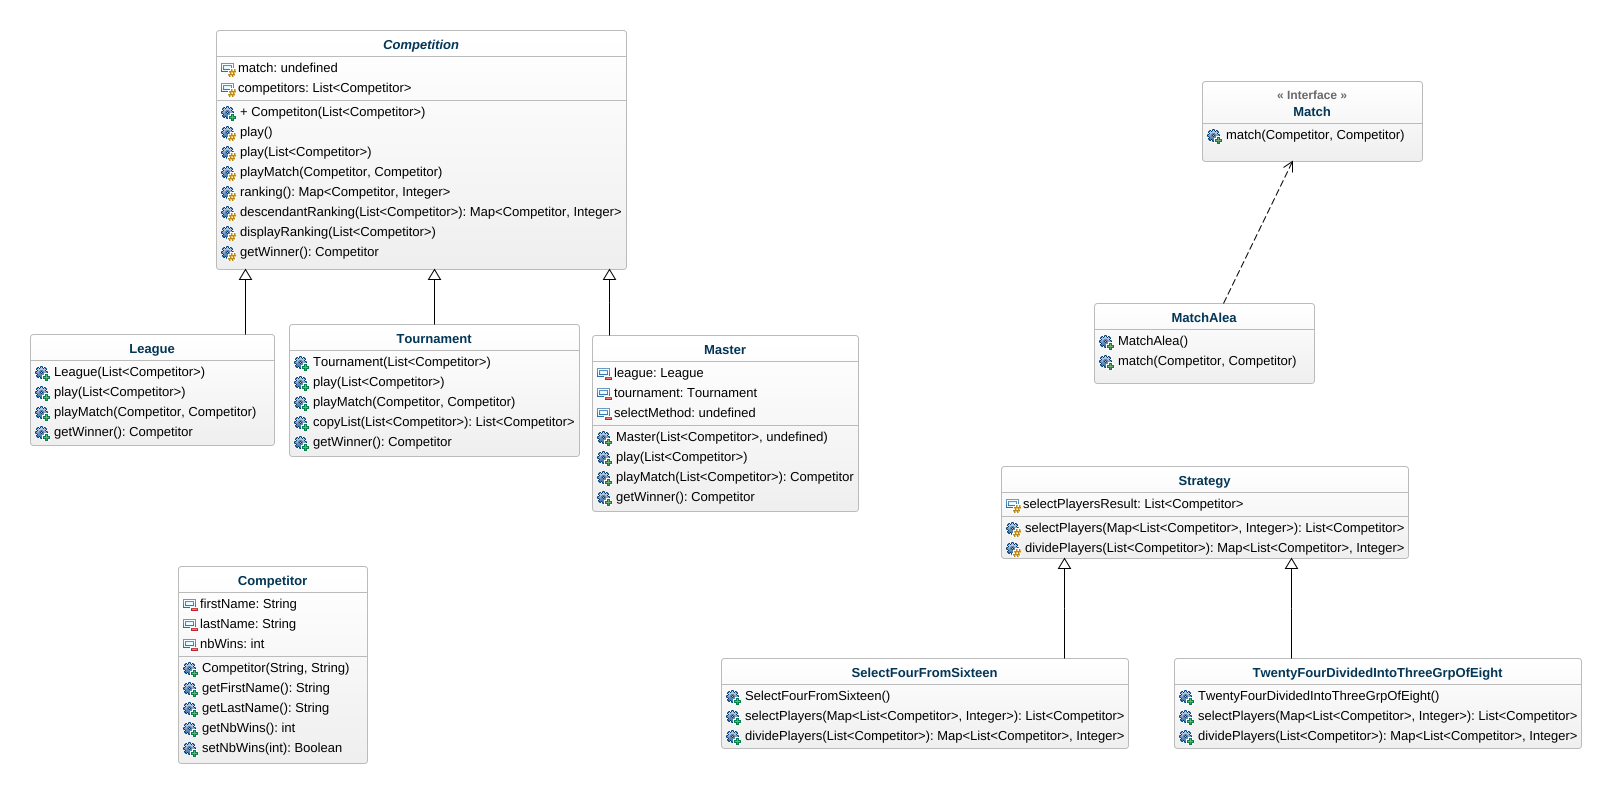 Competition
match: undefined
competitors: List<Competitor>
+ Competiton(List<Competitor>)
play()
play(List<Competitor>)
playMatch(Competitor, Competitor)
ranking(): Map<Competitor, Integer>
descendantRanking(List<Competitor>): Map<Competitor, Integer>
displayRanking(List<Competitor>)
getWinner(): Competitor
« Interface »
Match
match(Competitor, Competitor)
League
League(List<Competitor>)
play(List<Competitor>)
playMatch(Competitor, Competitor)
getWinner(): Competitor
Tournament
Tournament(List<Competitor>)
play(List<Competitor>)
playMatch(Competitor, Competitor)
copyList(List<Competitor>): List<Competitor>
getWinner(): Competitor
Master
league: League
tournament: Tournament
selectMethod: undefined
Master(List<Competitor>, undefined)
play(List<Competitor>)
playMatch(List<Competitor>): Competitor
getWinner(): Competitor
MatchAlea
MatchAlea()
match(Competitor, Competitor)
Strategy
selectPlayersResult: List<Competitor>
selectPlayers(Map<List<Competitor>, Integer>): List<Competitor>
dividePlayers(List<Competitor>): Map<List<Competitor>, Integer>
Competitor
firstName: String
lastName: String
nbWins: int
Competitor(String, String)
getFirstName(): String
getLastName(): String
getNbWins(): int
setNbWins(int): Boolean
SelectFourFromSixteen
SelectFourFromSixteen()
selectPlayers(Map<List<Competitor>, Integer>): List<Competitor>
dividePlayers(List<Competitor>): Map<List<Competitor>, Integer>
TwentyFourDividedIntoThreeGrpOfEight
TwentyFourDividedIntoThreeGrpOfEight()
selectPlayers(Map<List<Competitor>, Integer>): List<Competitor>
dividePlayers(List<Competitor>): Map<List<Competitor>, Integer>